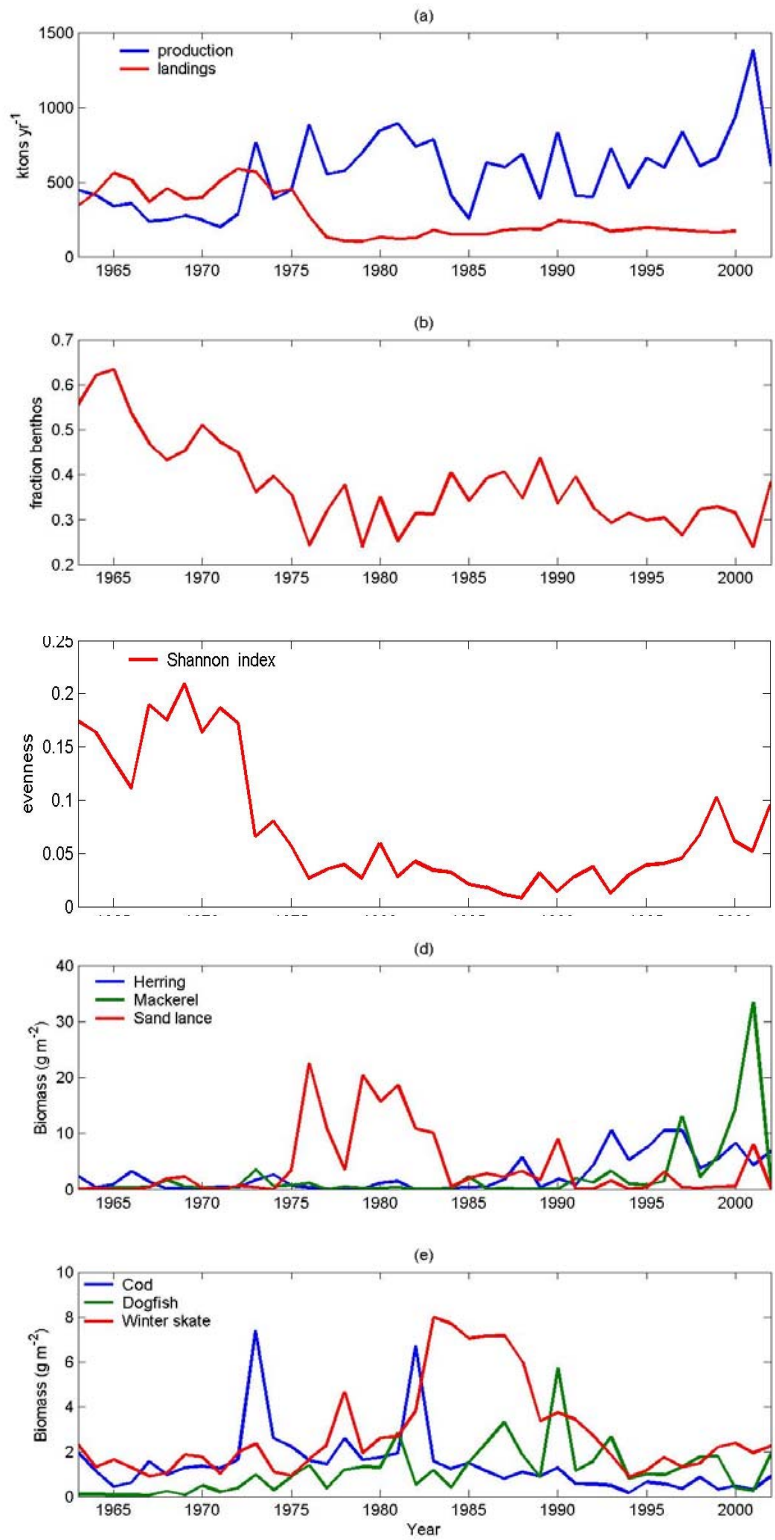 (a)
1500
1000
500
0
ktons yr-1
production
landings
1965 1970 1975 1980 1985 1990 1995 2000
(b)
0.7
0.6
0.5
0.4
0.3
0.2
fraction benthos
1965 1970 1975 1980 1985 1990 1995 2000
0.25
0.2
0.15
0.1
0.05
0
evenness
Shannon index
(d)
40
30
20
10
0
Biomass (g m-2)
Herring
Mackerel
Sand lance
1965 1970 1975 1980 1985 1990 1995 2000
(e)
10
8
6
4
2
0
Biomass (g m-2)
Cod
Dogfish
Winter skate
1965 1970 1975 1980 1985 1990 1995 2000
Year